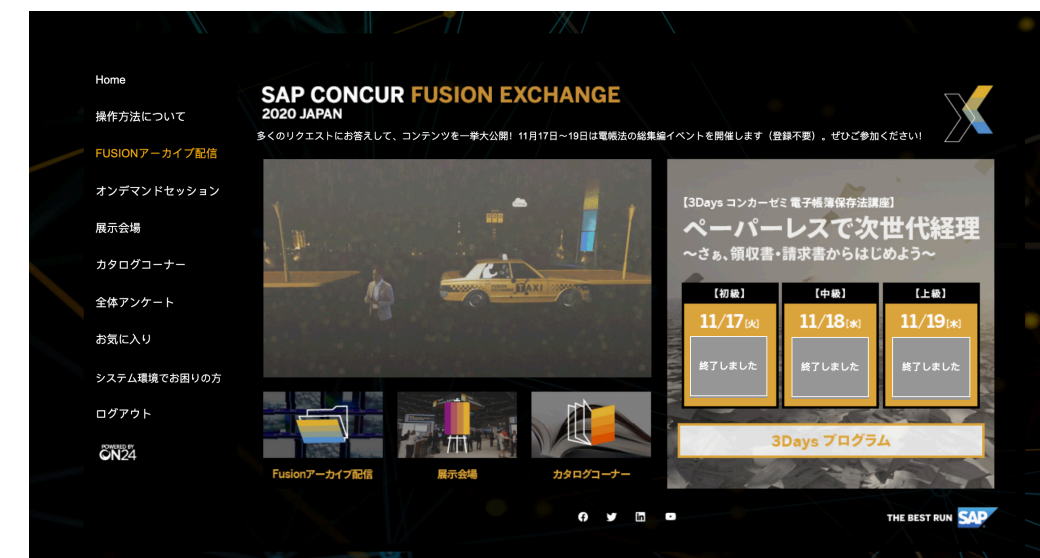 Home
操作方法について
FUSIONアーカイブ配信
オンデマンドセッション
展示会場
カタログコーナー
全体アンケート
お気に入り
システム環境でお困りの方
ログアウト
POWERED BY
ON24
SAP CONCUR FUSION EXCHANGE
2020 JAPAN
多くのリクエストにお答えして、コンテンツを一挙大公開！11月17日～19日は電帳法の総集編イベントを開催します（登録不要）。ぜひご参加ください！
TAXI
Fusionアーカイブ配信
展示会場
カタログコーナー
【3Days コンカーゼミ 電子帳簿保存法講座】
ペーパーレスで次世代経理
～さぁ、領収書・請求書からはじめよう～
【初級】
11/17[火]
終了しました
【中級】
11/18[水]
終了しました
【上級】
11/19[木]
終了しました
3Days プログラム
THE BEST RUN SAP